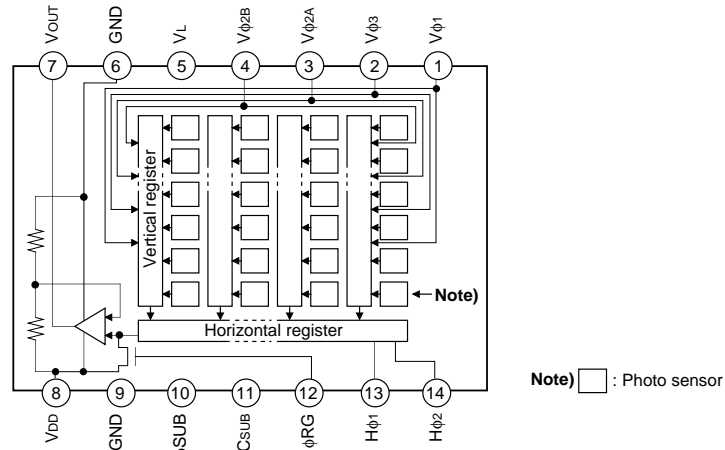 VOUT
GND
VL
Vϕ2B
Vϕ2A
Vϕ3
Vϕ1
7
6
5
4
3
2
1
Vertical register
Note)
Horizontal register
Note) : Photo sensor
8
9
10
11
12
13
14
VDD
GND
SUB
CSUB
ϕRG
Hϕ1
Hϕ2